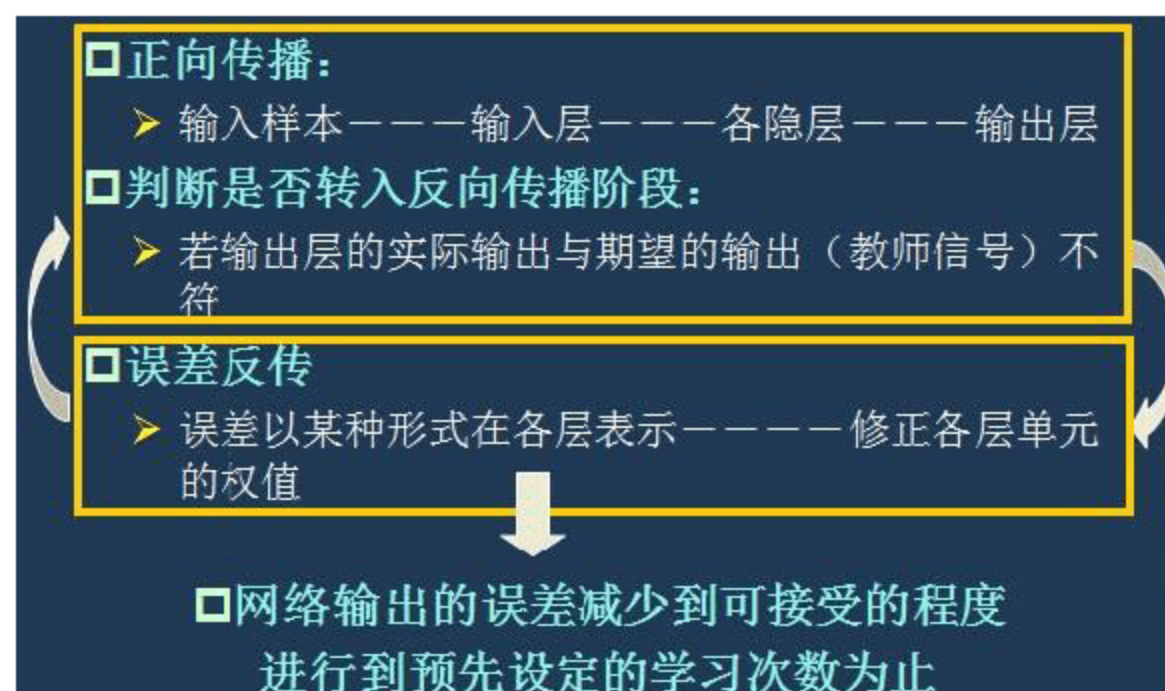 正向传播：
输入样本－－－输入层－－－各隐层－－－输出层
判断是否转入反向传播阶段：
若输出层的实际输出与期望的输出（教师信号）不
符
误差反传
误差以某种形式在各层表示－－－－修正各层单元
的权值
网络输出的误差减少到可接受的程度
进行到预先设定的学习次数为止